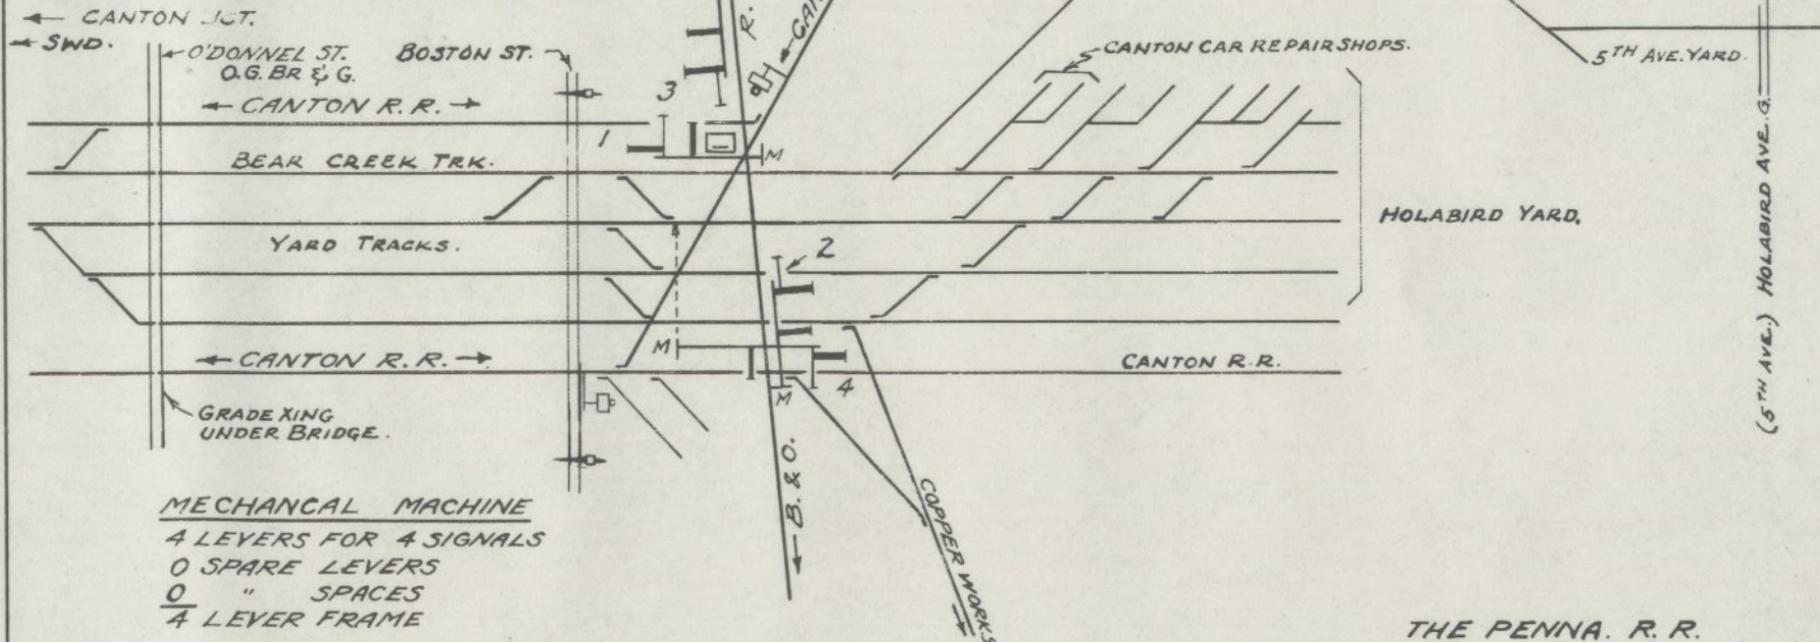 ← CANTON JCT.
← SWD.
O'DONNEL ST.
O.G. BR & G.
BOSTON ST.
← CANTON R.R. →
R.
3
1
M
BEAR CREEK TRK.
CANTON CAR REPAIR SHOPS.
5TH AVE. YARD.
HOLABIRD YARD,
(5TH AVE.) HOLABIRD AVE. G.
YARD TRACKS.
2
← CANTON R.R. →
M
M
4
CANTON R.R.
GRADE XING
UNDER BRIDGE.
← B. & O.
COPPER WORKS
MECHANCAL MACHINE
4 LEVERS FOR 4 SIGNALS
0 SPARE LEVERS
0 " SPACES
4 LEVER FRAME
THE PENNA. R. R.